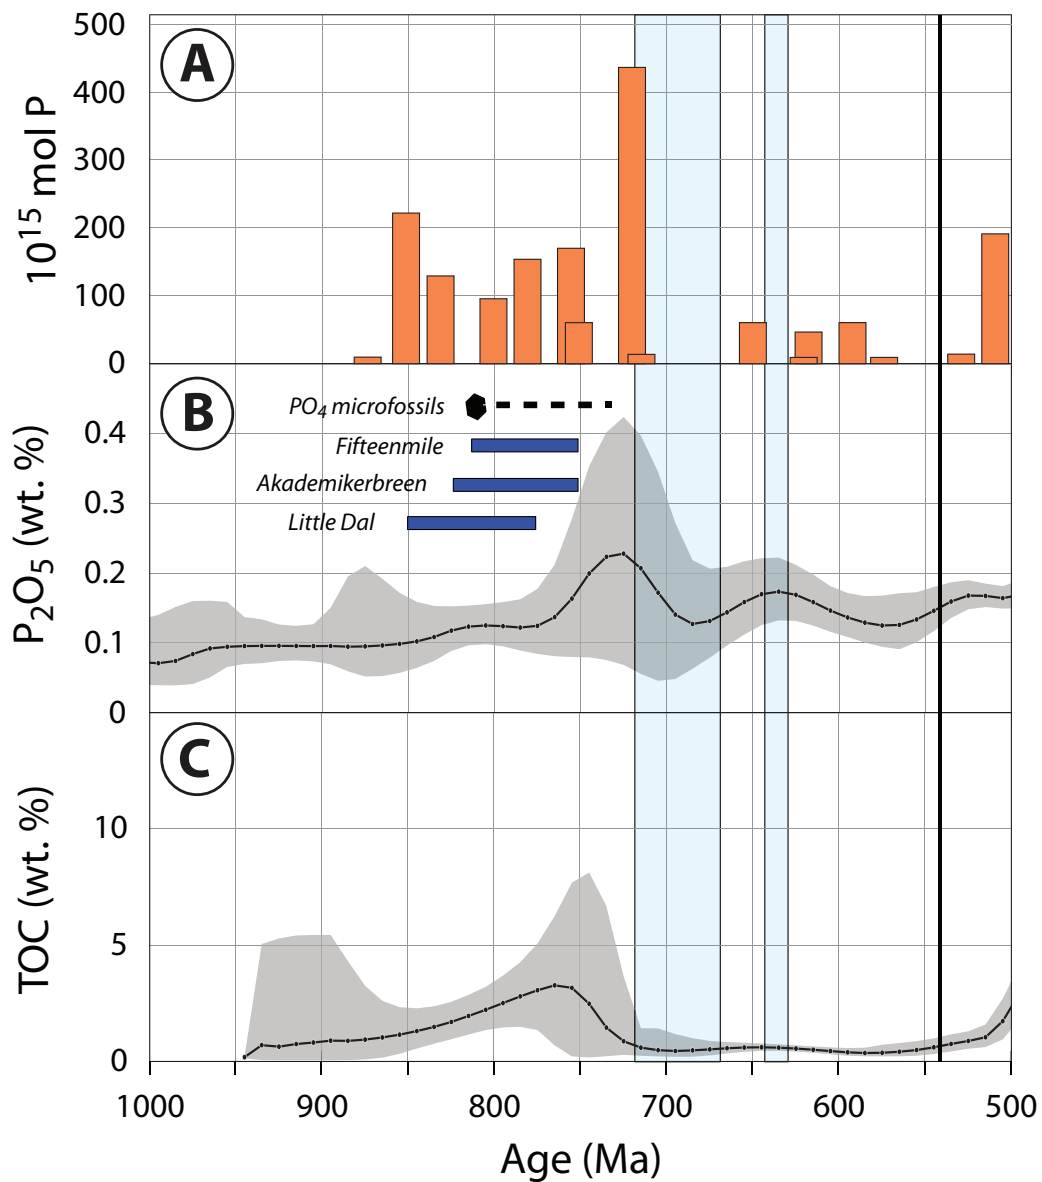 A
10¹⁵ mol P
500
400
300
200
100
0
B
P₂O₅ (wt. %)
0.4
0.3
0.2
0.1
0
PO₄ microfossils
Fifteenmile
Akademikerbreen
Little Dal
C
TOC (wt. %)
10
5
0
1000 900 800 700 600 500
Age (Ma)